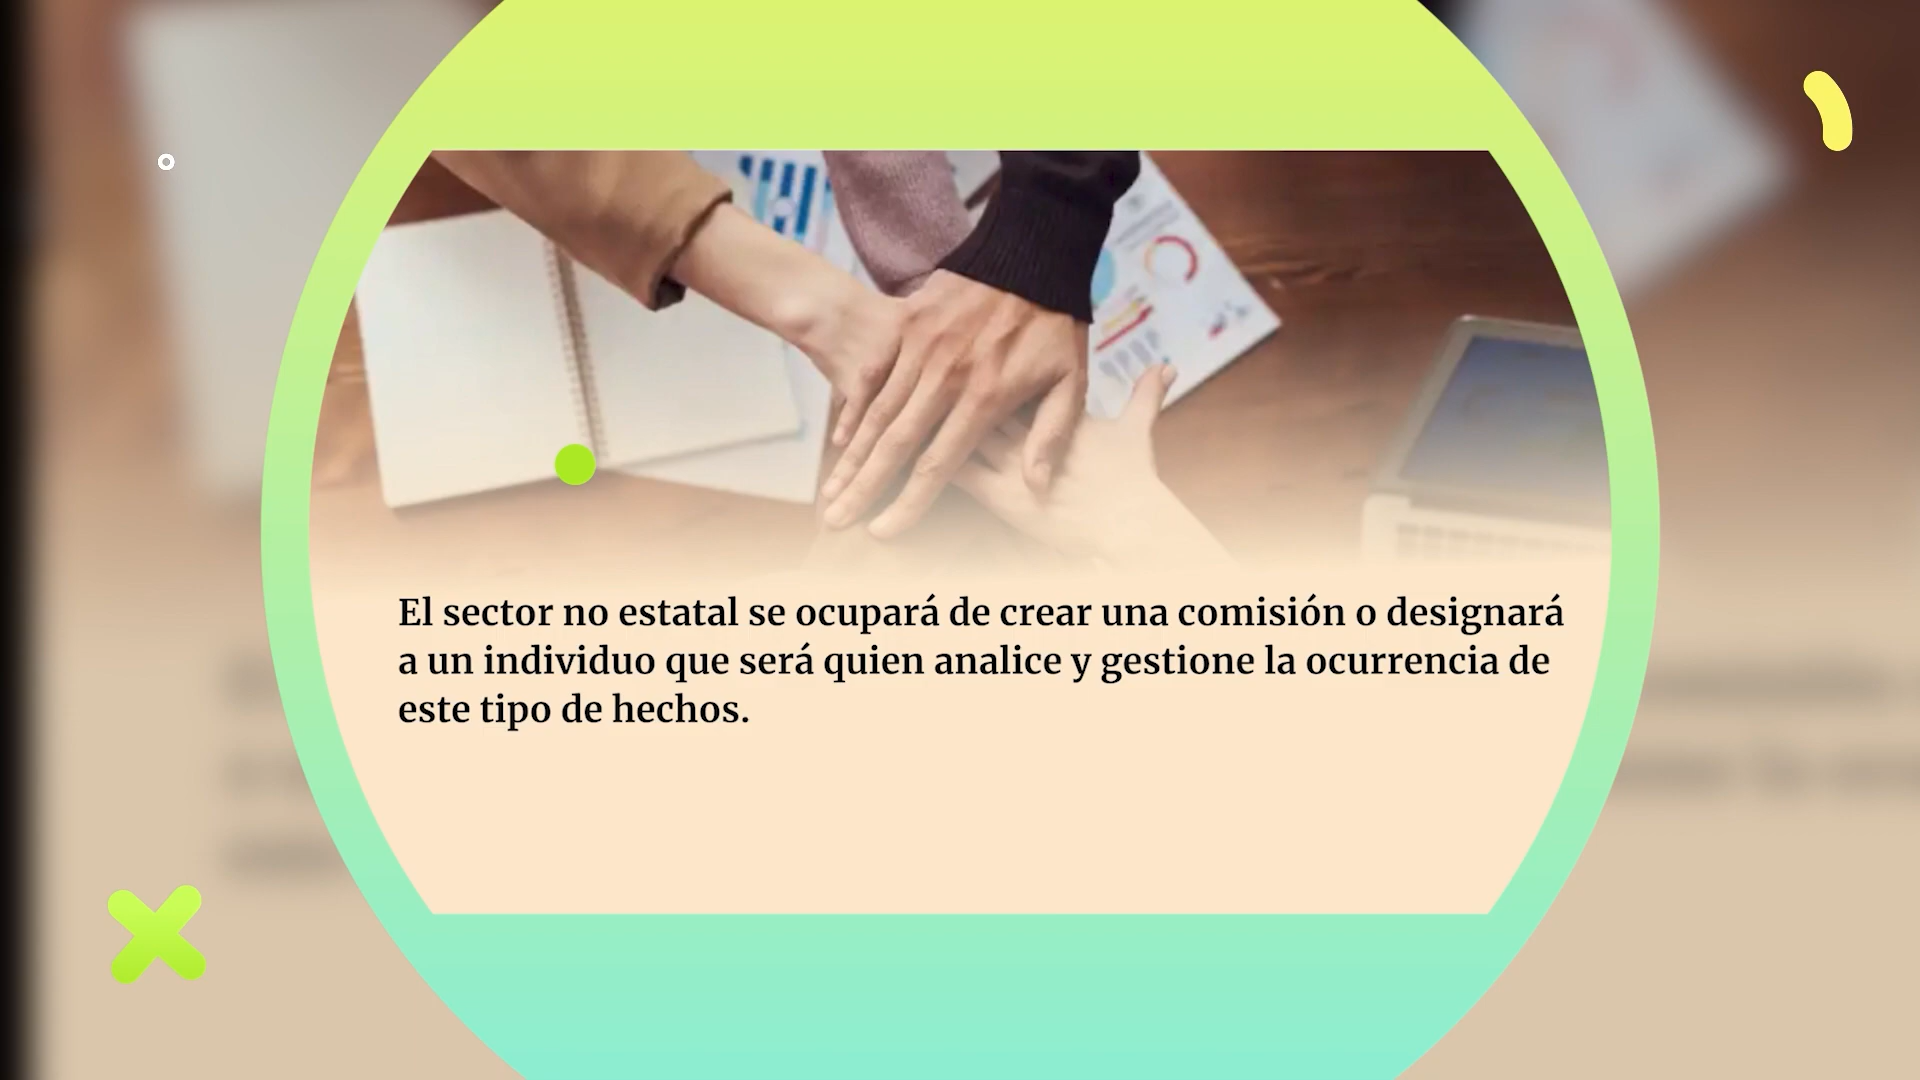 El sector no estatal se ocupará de crear una comisión o designará
a un individuo que será quien analice y gestione la ocurrencia de
este tipo de hechos.